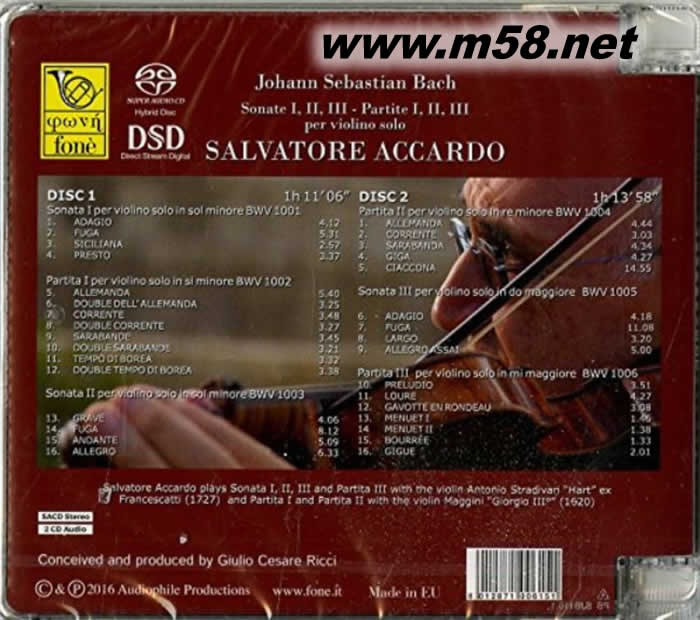 www.m58.net
Johann Sebastian Bach
Sonate I, II, III - Partite I, II, III
per violino solo
SALVATORE ACCARDO
φωνή
fonè
SUPER AUDIO CD
Hybrid Disc
DSD
Direct Stream Digital
DISC 1 1h 11’06”
Sonata I per violino solo in sol minore BWV 1001
1. ADAGIO 4.12
2. FUGA 5.31
3. SICILIANA 2.57
4. PRESTO 3.37
Partita I per violino solo in si minore BWV 1002
5. ALLEMANDA 5.40
6. DOUBLE DELL'ALLEMANDA 3.25
7. CORRENTE 3.48
8. DOUBLE CORRENTE 3.27
9. SARABANDE 3.45
10. DOUBLE SARABANDE 3.21
11. TEMPO DI BOREA 3.32
12. DOUBLE TEMPO DI BOREA 3.38
Sonata II per violino solo in sol minore BWV 1003
13. GRAVE 4.06
14. FUGA 8.12
15. ANDANTE 5.09
16. ALLEGRO 6.33
DISC 2 1h 13’58”
Partita II per violino solo in re minore BWV 1004
1. ALLEMANDA 4.44
2. CORRENTE 3.03
3. SARABANDA 4.34
4. GIGA 4.27
5. CIACCONA 14.55
Sonata III per violino solo in do maggiore BWV 1005
6. ADAGIO 4.18
7. FUGA 11.08
8. LARGO 3.20
9. ALLEGRO ASSAI 5.00
Partita III per violino solo in mi maggiore BWV 1006
10. PRELUDIO 3.51
11. LOURE 4.27
12. GAVOTTE EN RONDEAU 3.08
13. MENUET I
14. MENUET II 1.38
15. BOURRÉE 1.33
16. GIGUE 2.01
Salvatore Accardo plays Sonata I, II, III and Partita III with the violin Antonio Stradivari "Hart" ex
Francescatti (1727) and Partita I and Partita II with the violin Maggini "Giorgio III°" (1620)
SACD Stereo
2 CD Audio
Conceived and produced by Giulio Cesare Ricci
© & ℗ 2016 Audiophile Productions www.fone.it Made in EU
8012871006151